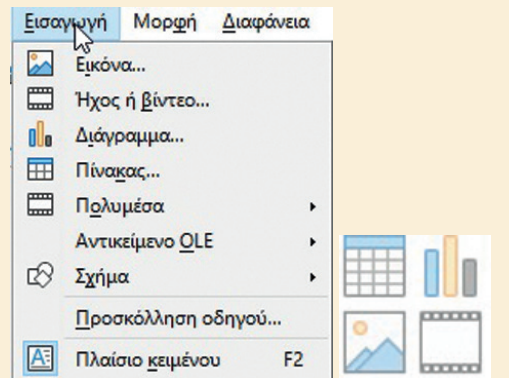 Εισαγωγή Μορφή Διαφάνεια
Εικόνα...
Ήχος ή βίντεο...
Διάγραμμα...
Πίνακας...
Πολυμέσα
Αντικείμενο OLE
Σχήμα
Προσκόλληση οδηγού...
Πλαίσιο κειμένου F2